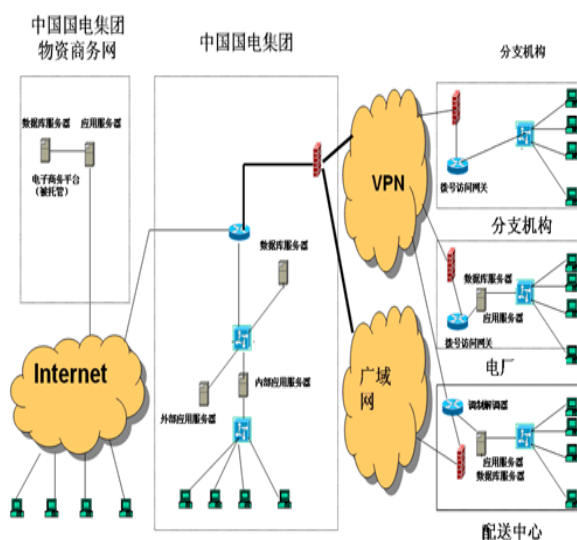 中国国电集团
物资商务网
数据库服务器
应用服务器
电子商务平台
（被托管）
Internet
中国国电集团
数据库服务器
外部应用服务器
内部应用服务器
VPN
广域
网
分支机构
拨号访问网关
分支机构
数据库服务器
应用服务器
拨号访问网关
电厂
调制解调器
应用服务器
数据库服务器
配送中心